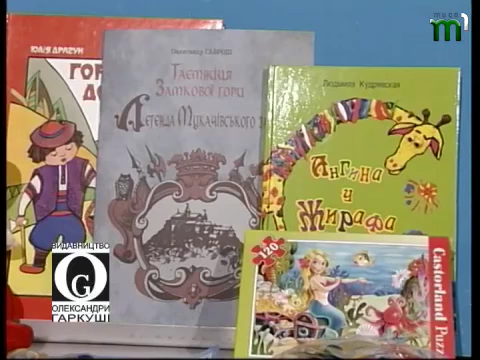 ЮЛІЯ ДРАГУН
ГОР
ДО
Олександр ГАВРОШ
Таємниця
Замкової гори
Легенда Мукачівського з
Людмила Кудрявская
Ангина
у
Жирафа
120
Castorland Puzz
ВИДАВНИЦТВО
OG
ОЛЕКСАНДРИ
ГАРКУШІ
m